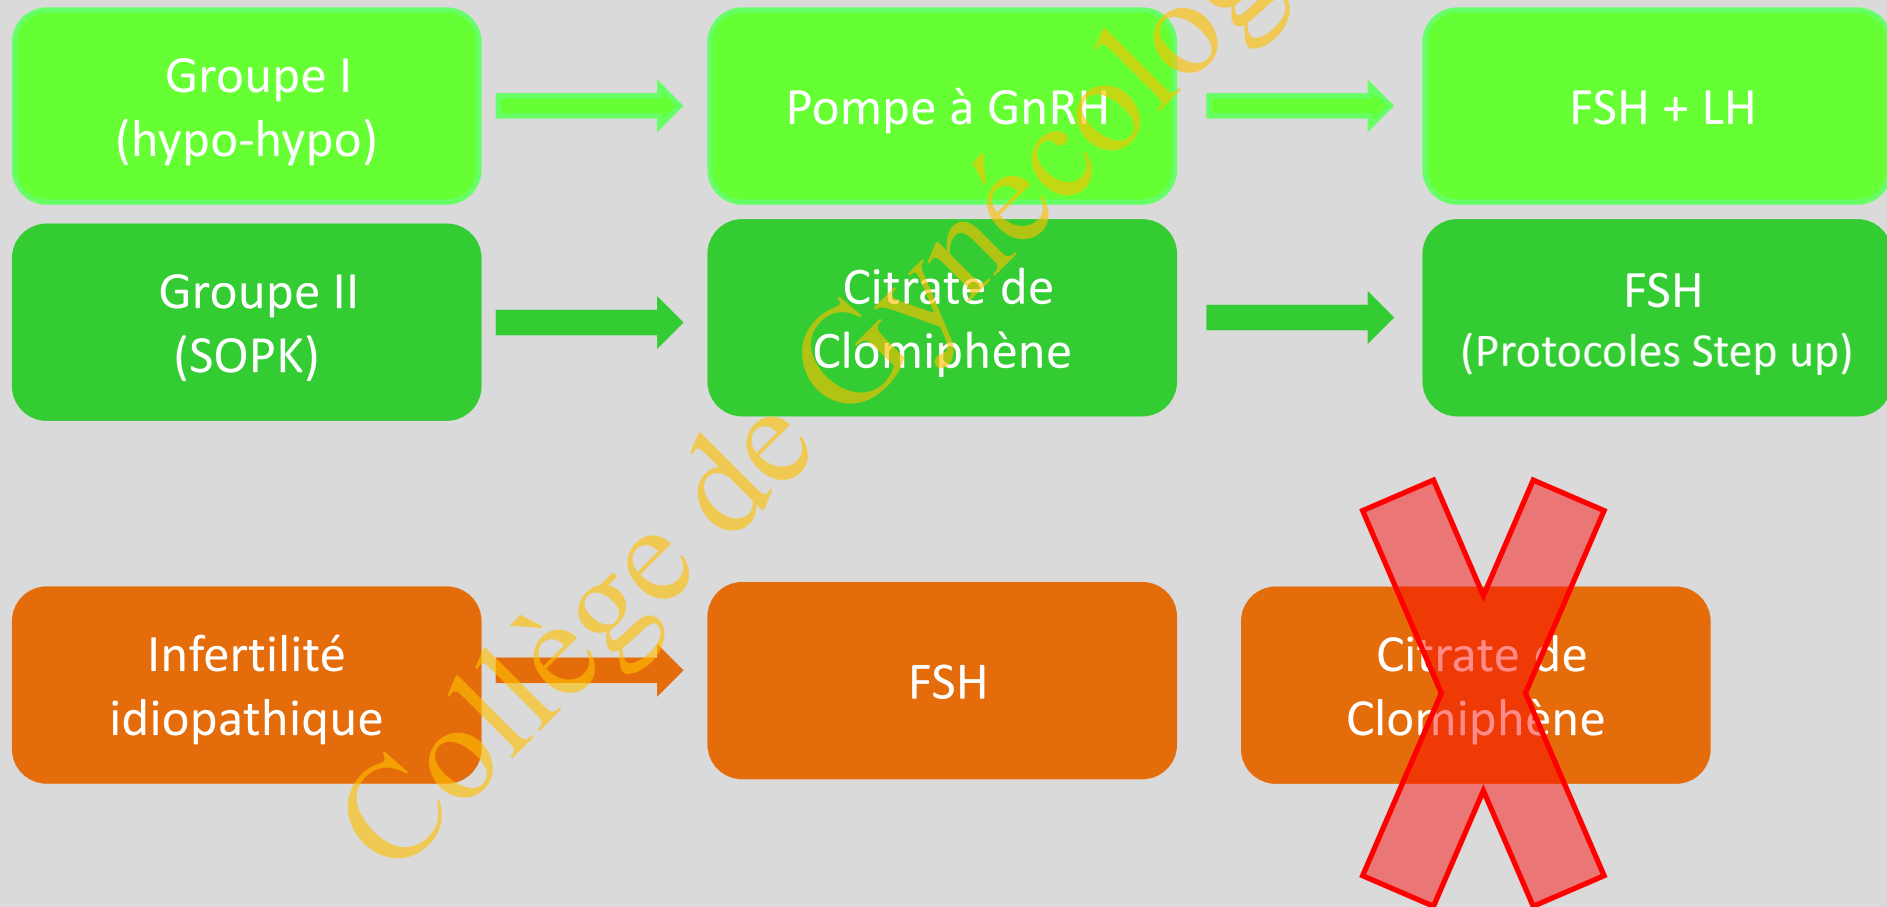 Groupe I
(hypo-hypo)
Pompe à GnRH
FSH + LH
Groupe II
(SOPK)
Citrate de
Clomiphène
FSH
(Protocoles Step up)
Infertilité
idiopathique
FSH
Citrate de
Clomiphène
Collège de